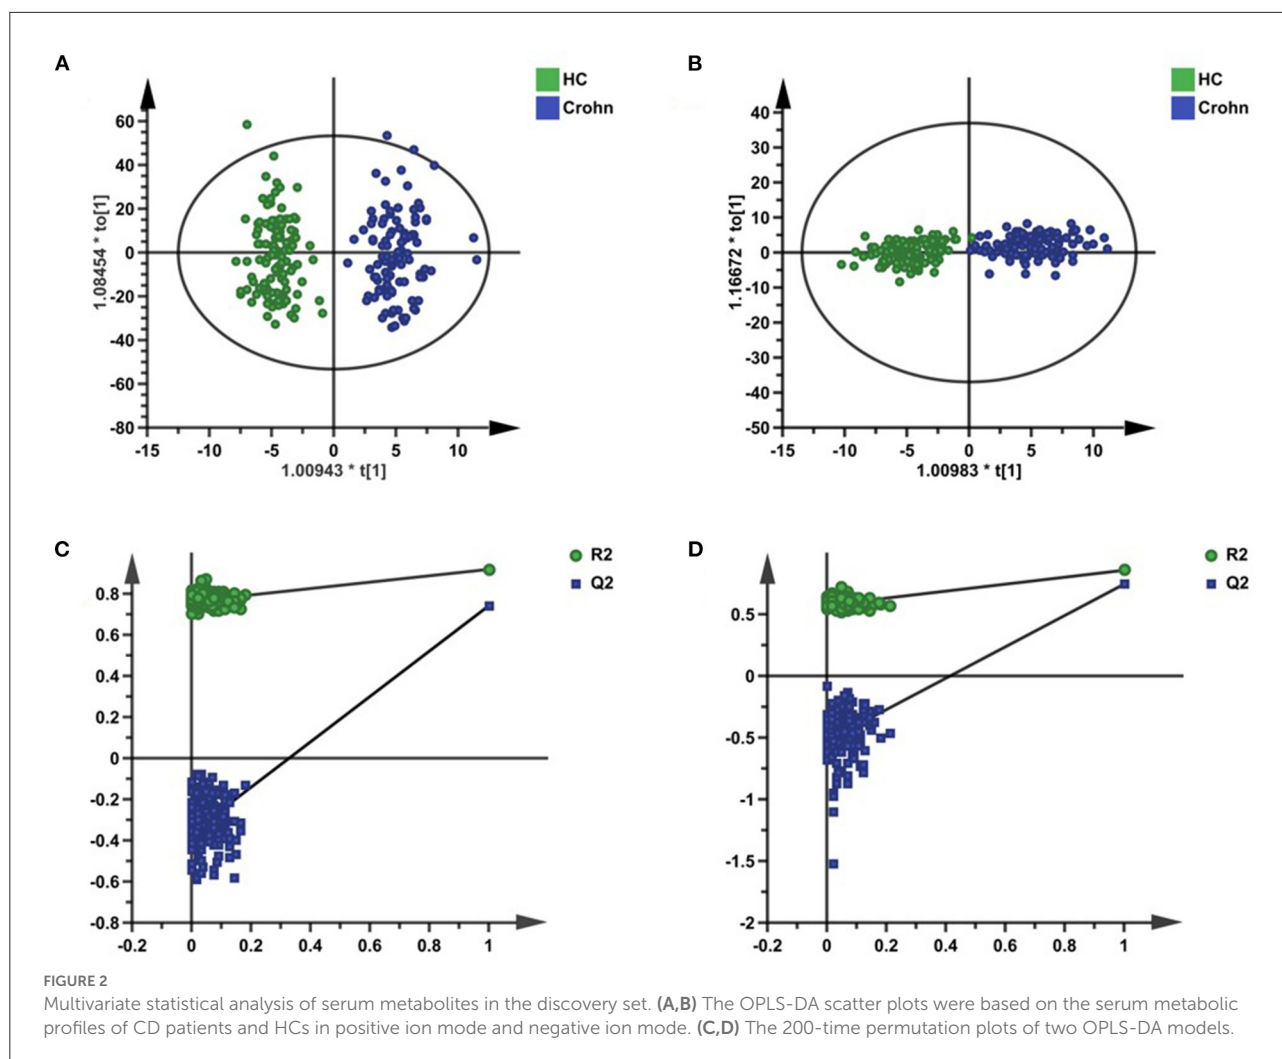 A
HC
Crohn
60
40
20
0
-20
-40
-60
-80
1.08454 * to[1]
-15 -10 -5 0 5 10
1.00943 * t[1]
B
HC
Crohn
40
30
20
10
0
-10
-20
-30
-40
-50
1.16672 * to[1]
-15 -10 -5 0 5 10
1.00983 * t[1]
C
R2
Q2
0.8
0.6
0.4
0.2
0
-0.2
-0.4
-0.6
-0.8
-0.2 0 0.2 0.4 0.6 0.8 1
D
R2
Q2
0.5
0
-0.5
-1
-1.5
-2
-0.2 0 0.2 0.4 0.6 0.8 1
FIGURE 2
Multivariate statistical analysis of serum metabolites in the discovery set. (A,B) The OPLS-DA scatter plots were based on the serum metabolic
profiles of CD patients and HCs in positive ion mode and negative ion mode. (C,D) The 200-time permutation plots of two OPLS-DA models.